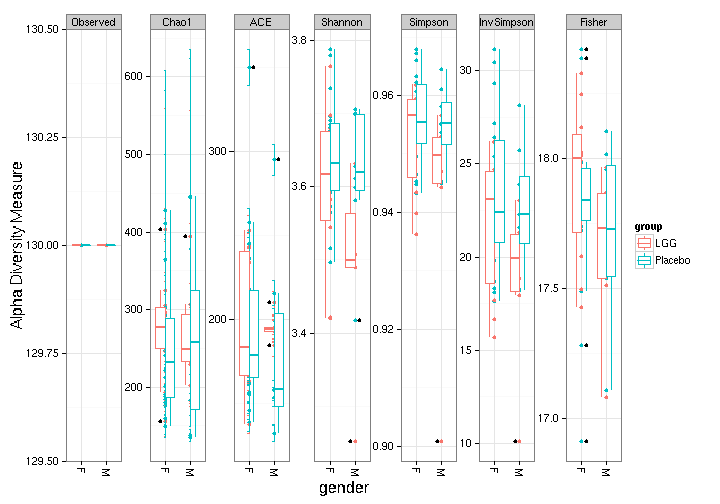 Observed
Chao1
ACE
Shannon
Simpson
InvSimpson
Fisher
130.50
130.25
130.00
129.75
129.50
600
500
400
300
200
300
200
3.8
3.6
3.4
0.96
0.94
0.92
0.90
30
25
20
15
10
18.0
17.5
17.0
Alpha Diversity Measure
F M
F M
F M
F M
F M
F M
F M
gender
group
LGG
Placebo